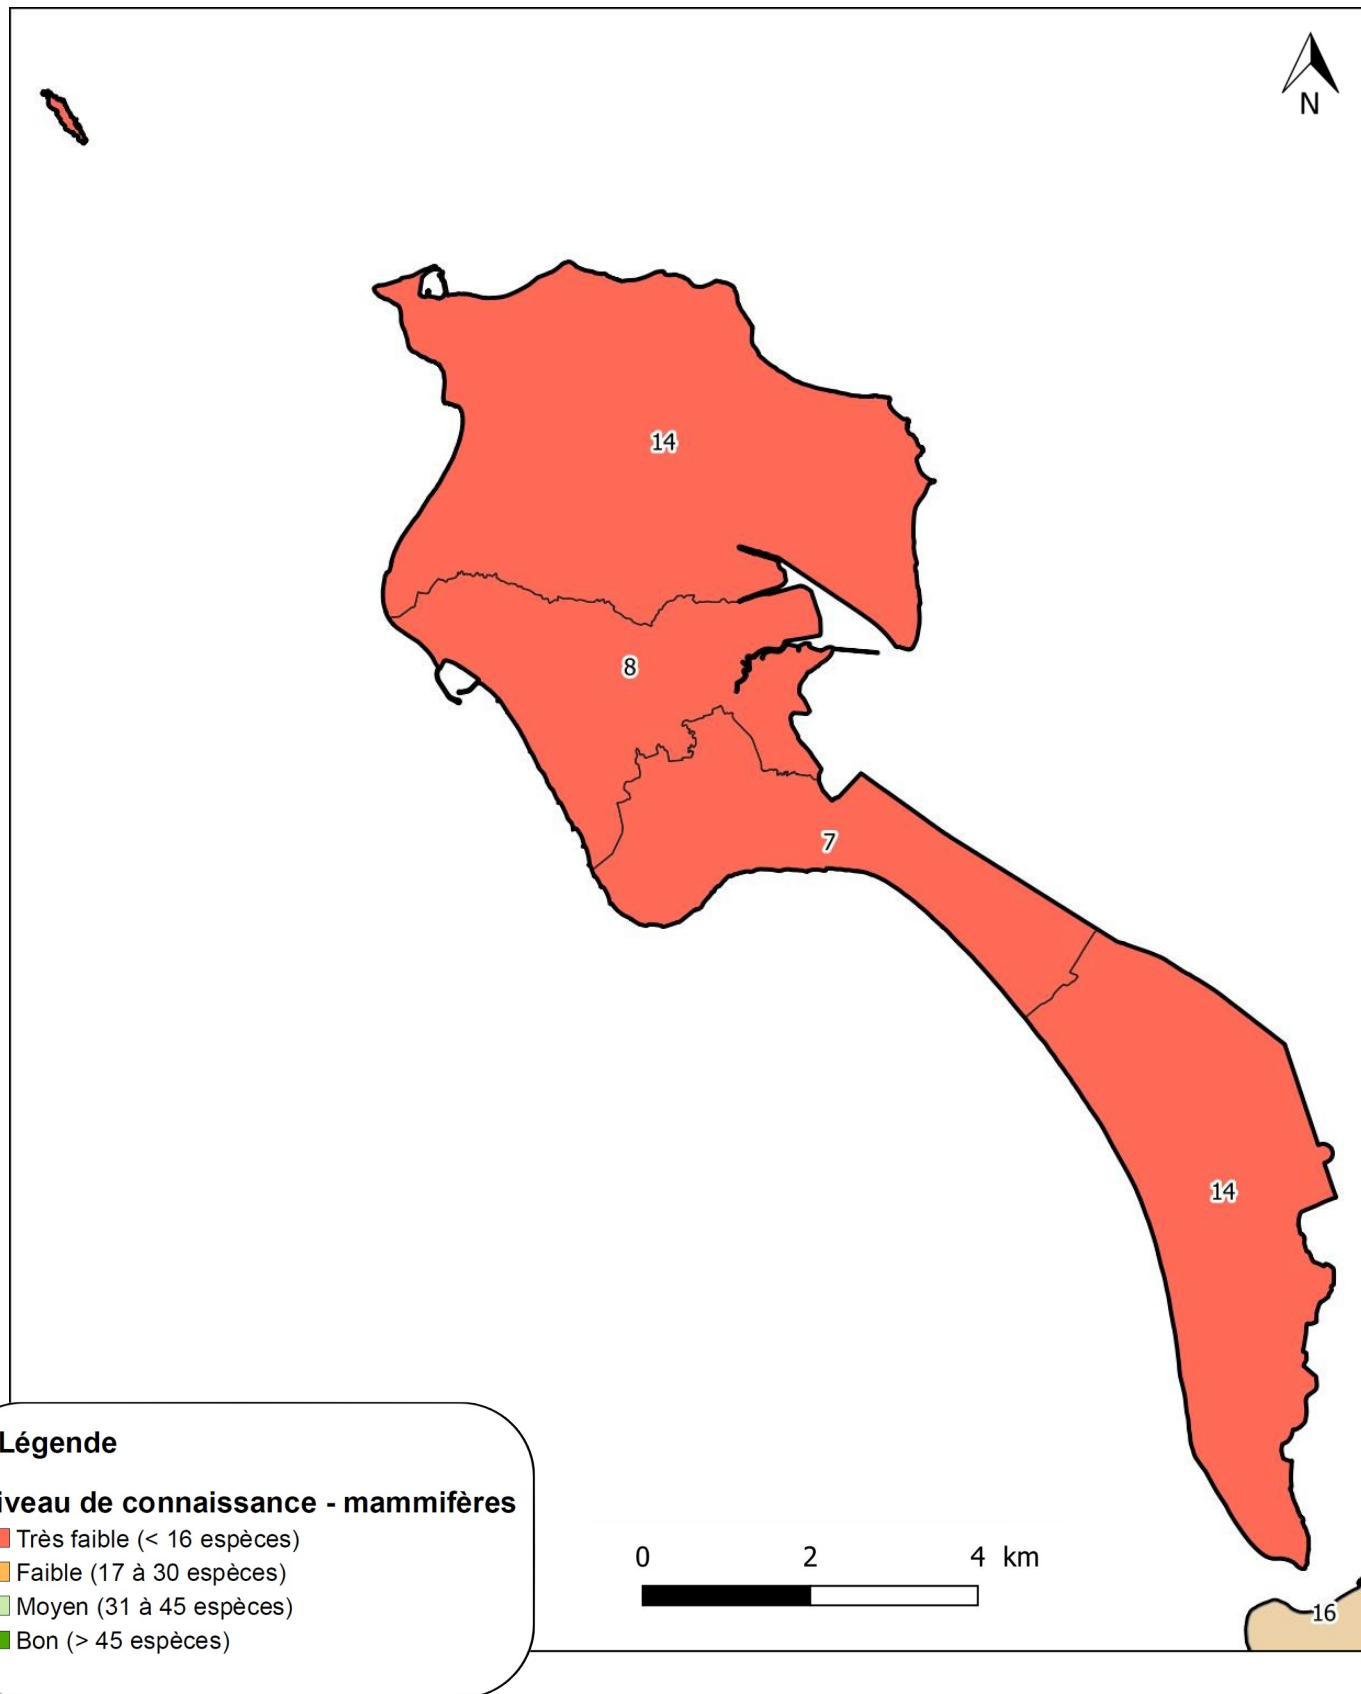 N
14
8
7
14
Légende
iveau de connaissance - mammifères
Très faible (< 16 espèces)
Faible (17 à 30 espèces)
Moyen (31 à 45 espèces)
Bon (> 45 espèces)
0 2 4 km
16